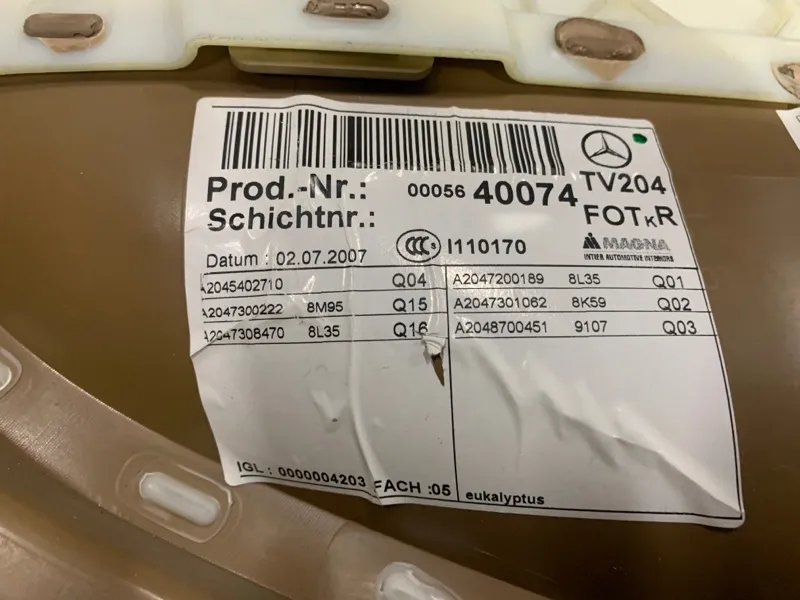 Prod.-Nr.: 00056 40074 TV204
Schichtnr.: FOTKR
Datum : 02.07.2007 CCC S I110170 MAGNA
INTIER AUTOMOTIVE INTERIORS
A2045402710 Q04 A2047200189 8L35 Q01
A2047300222 8M95 Q15 A2047301062 8K59 Q02
A2047308470 8L35 Q16 A2048700451 9107 Q03
IGL : 0000004203 FACH :05 eukalyptus